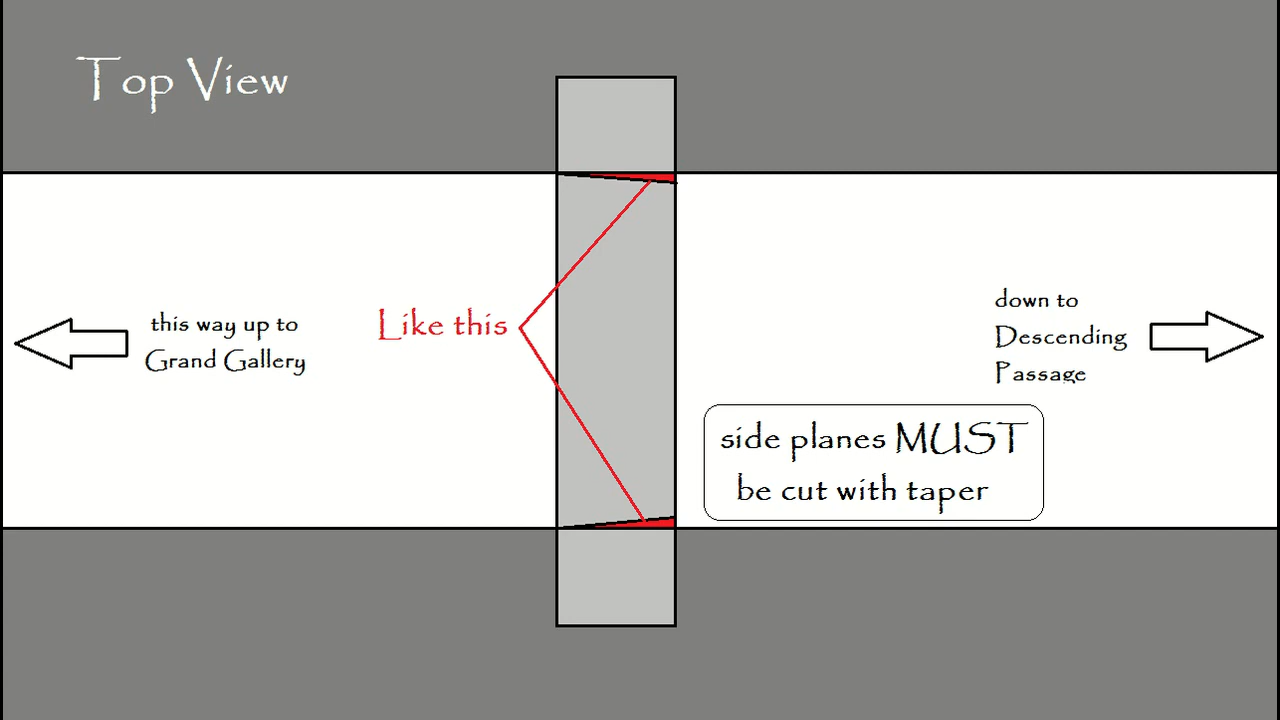 Top View
this way up to
Grand Gallery
Like this
down to
Descending
Passage
side planes MUST
be cut with taper